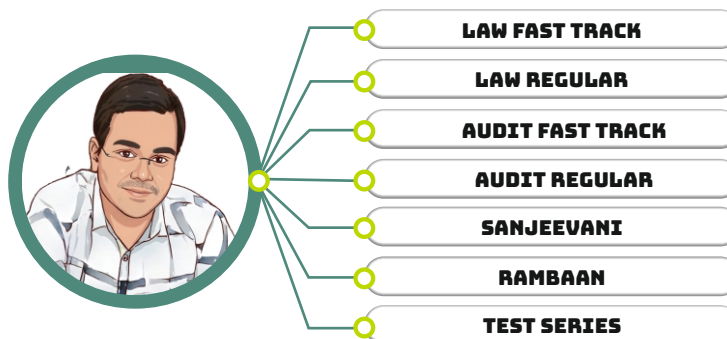 LAW FAST TRACK
LAW REGULAR
AUDIT FAST TRACK
AUDIT REGULAR
SANJEEVANI
RAMBAAN
TEST SERIES